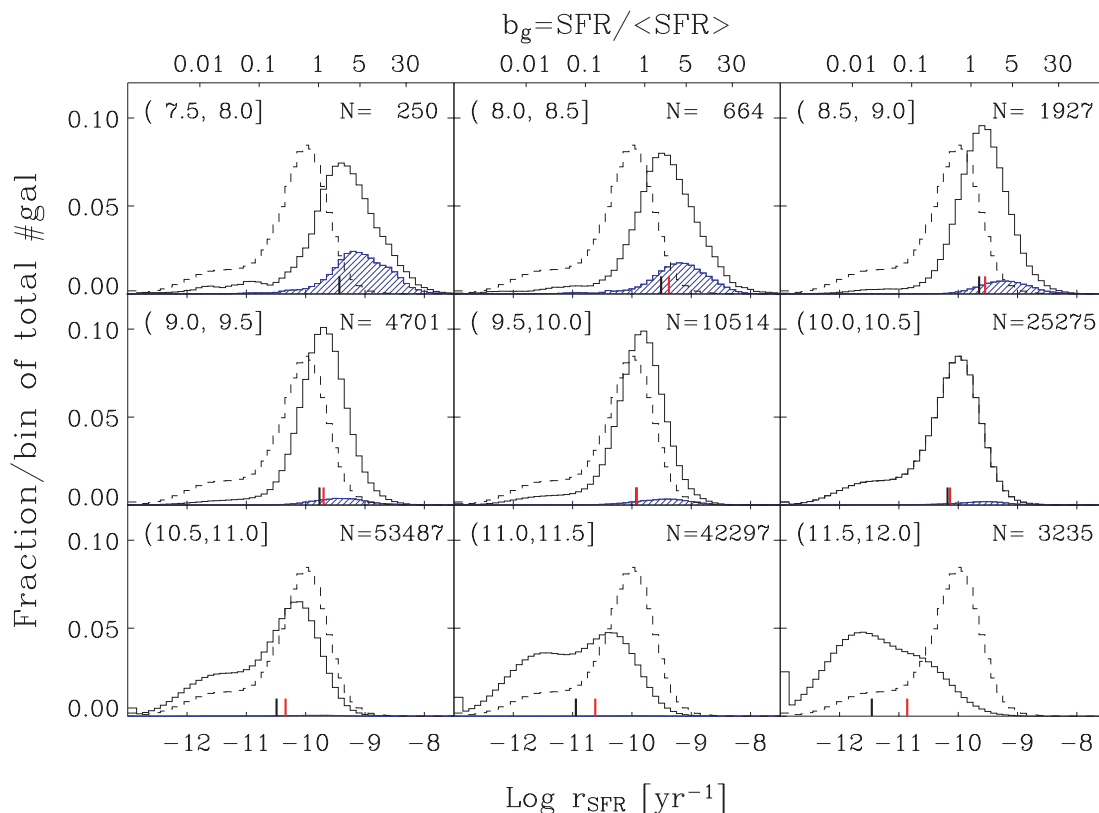 b_g=SFR/<SFR>
0.01 0.1 1 5 30 0.01 0.1 1 5 30 0.01 0.1 1 5 30
Fraction/bin of total #gal
0.10 ( 7.5, 8.0] N= 250 ( 8.0, 8.5] N= 664 ( 8.5, 9.0] N= 1927
0.05
0.00
0.10 ( 9.0, 9.5] N= 4701 ( 9.5,10.0] N=10514 (10.0,10.5] N=25275
0.05
0.00
0.10 (10.5,11.0] N=53487 (11.0,11.5] N=42297 (11.5,12.0] N= 3235
0.05
0.00
−12 −11 −10 −9 −8 −12 −11 −10 −9 −8 −12 −11 −10 −9 −8
Log r_SFR [yr⁻¹]